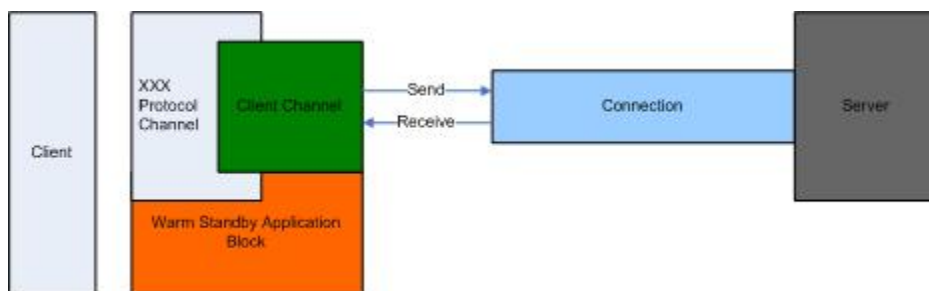 Client
XXX
Protocol
Channel
Client Channel
Send
Receive
Connection
Server
Warm Standby Application
Block